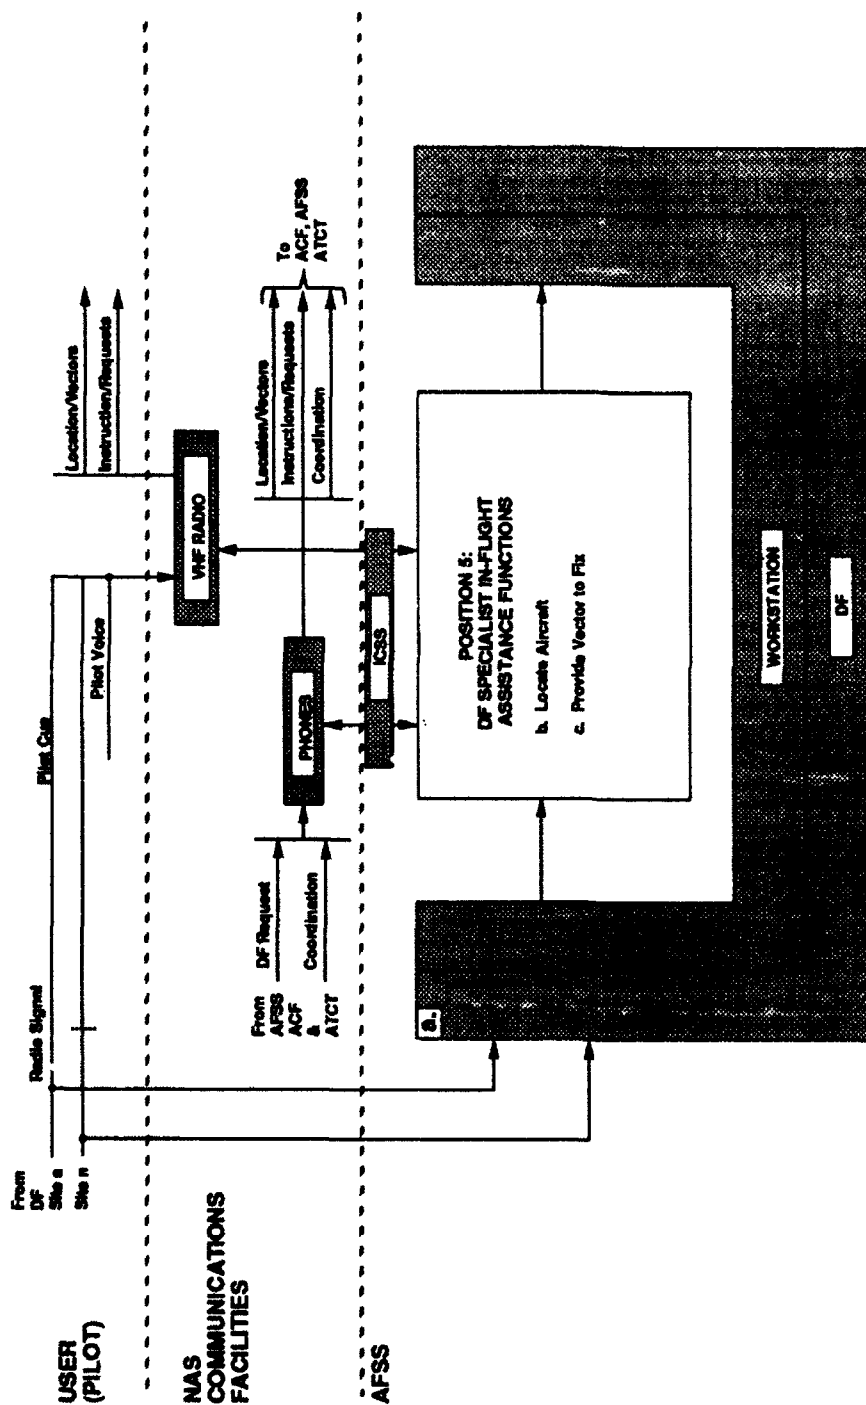 USER
(PILOT)
From
DF
Site a
Site n
Radio Signal
Pilot Cue
Pilot Voice
Location/Vectors
Instruction/Requests
NAS
COMMUNICATIONS
FACILITIES
VHF RADIO
From
AFSS
ACF
&
ATCT
DF Request
Coordination
PHONES
Location/Vectors
Instructions/Requests
Coordination
To
ACF, AFSS
ATCT
AFSS
ICSS
a.
POSITION 5:
DF SPECIALIST IN-FLIGHT
ASSISTANCE FUNCTIONS
b. Locate Aircraft
c. Provide Vector to Fix
WORKSTATION
DF